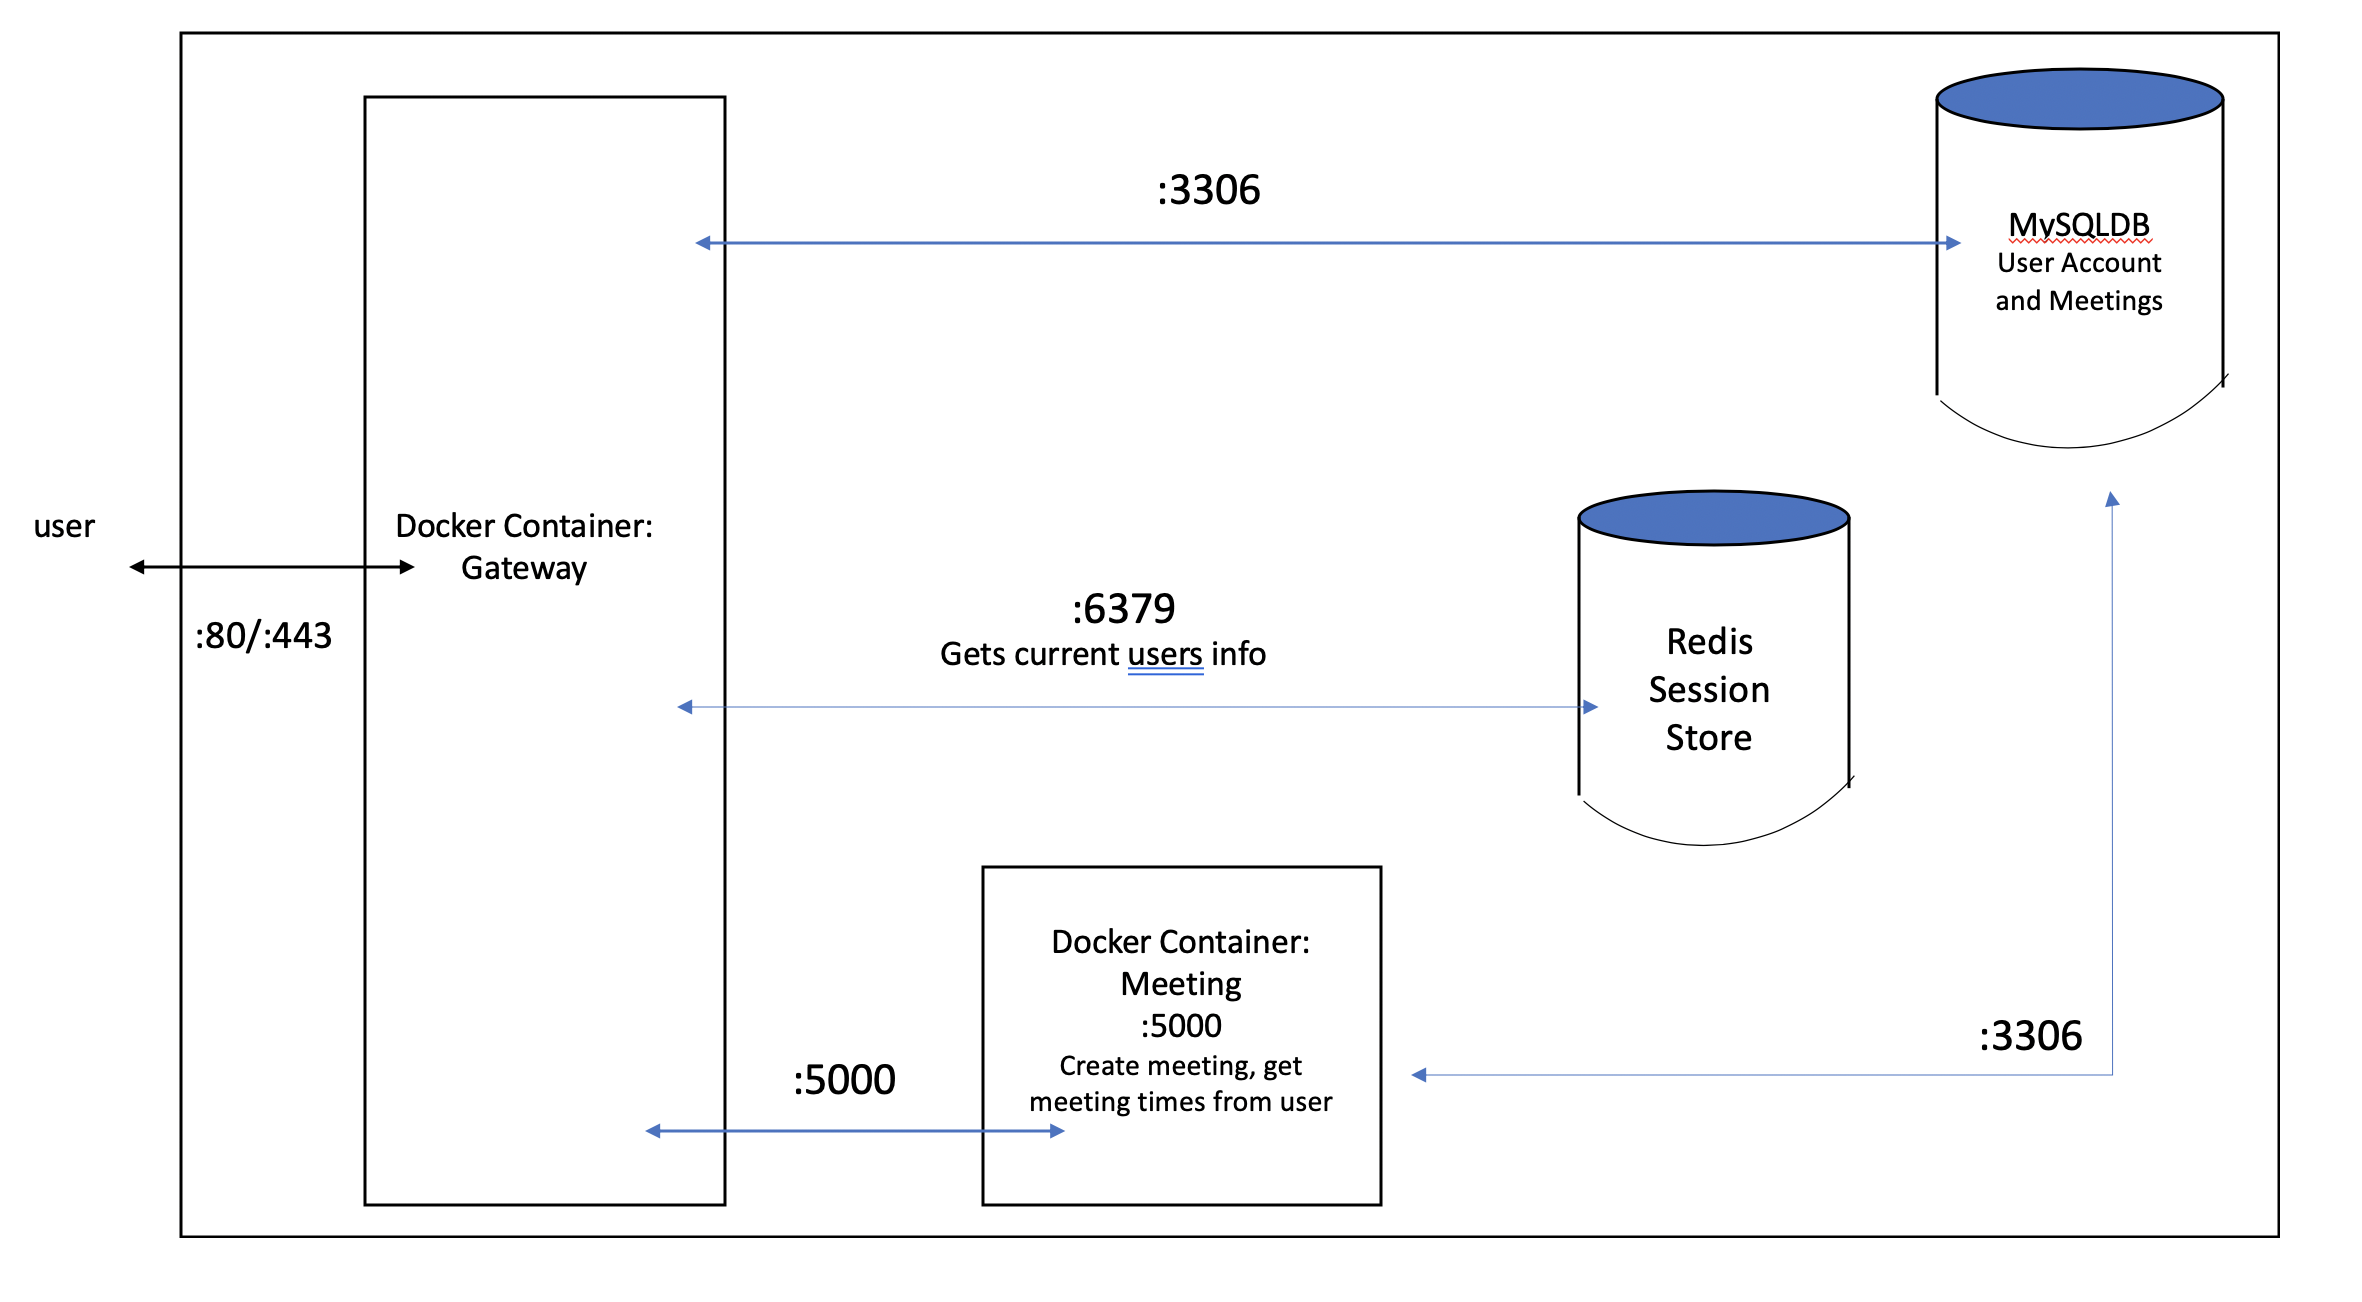 :3306
MySQLDB
User Account
and Meetings
user
Docker Container:
Gateway
:80/:443
:6379
Gets current users info
Redis
Session
Store
Docker Container:
Meeting
:5000
Create meeting, get
meeting times from user
:5000
:3306